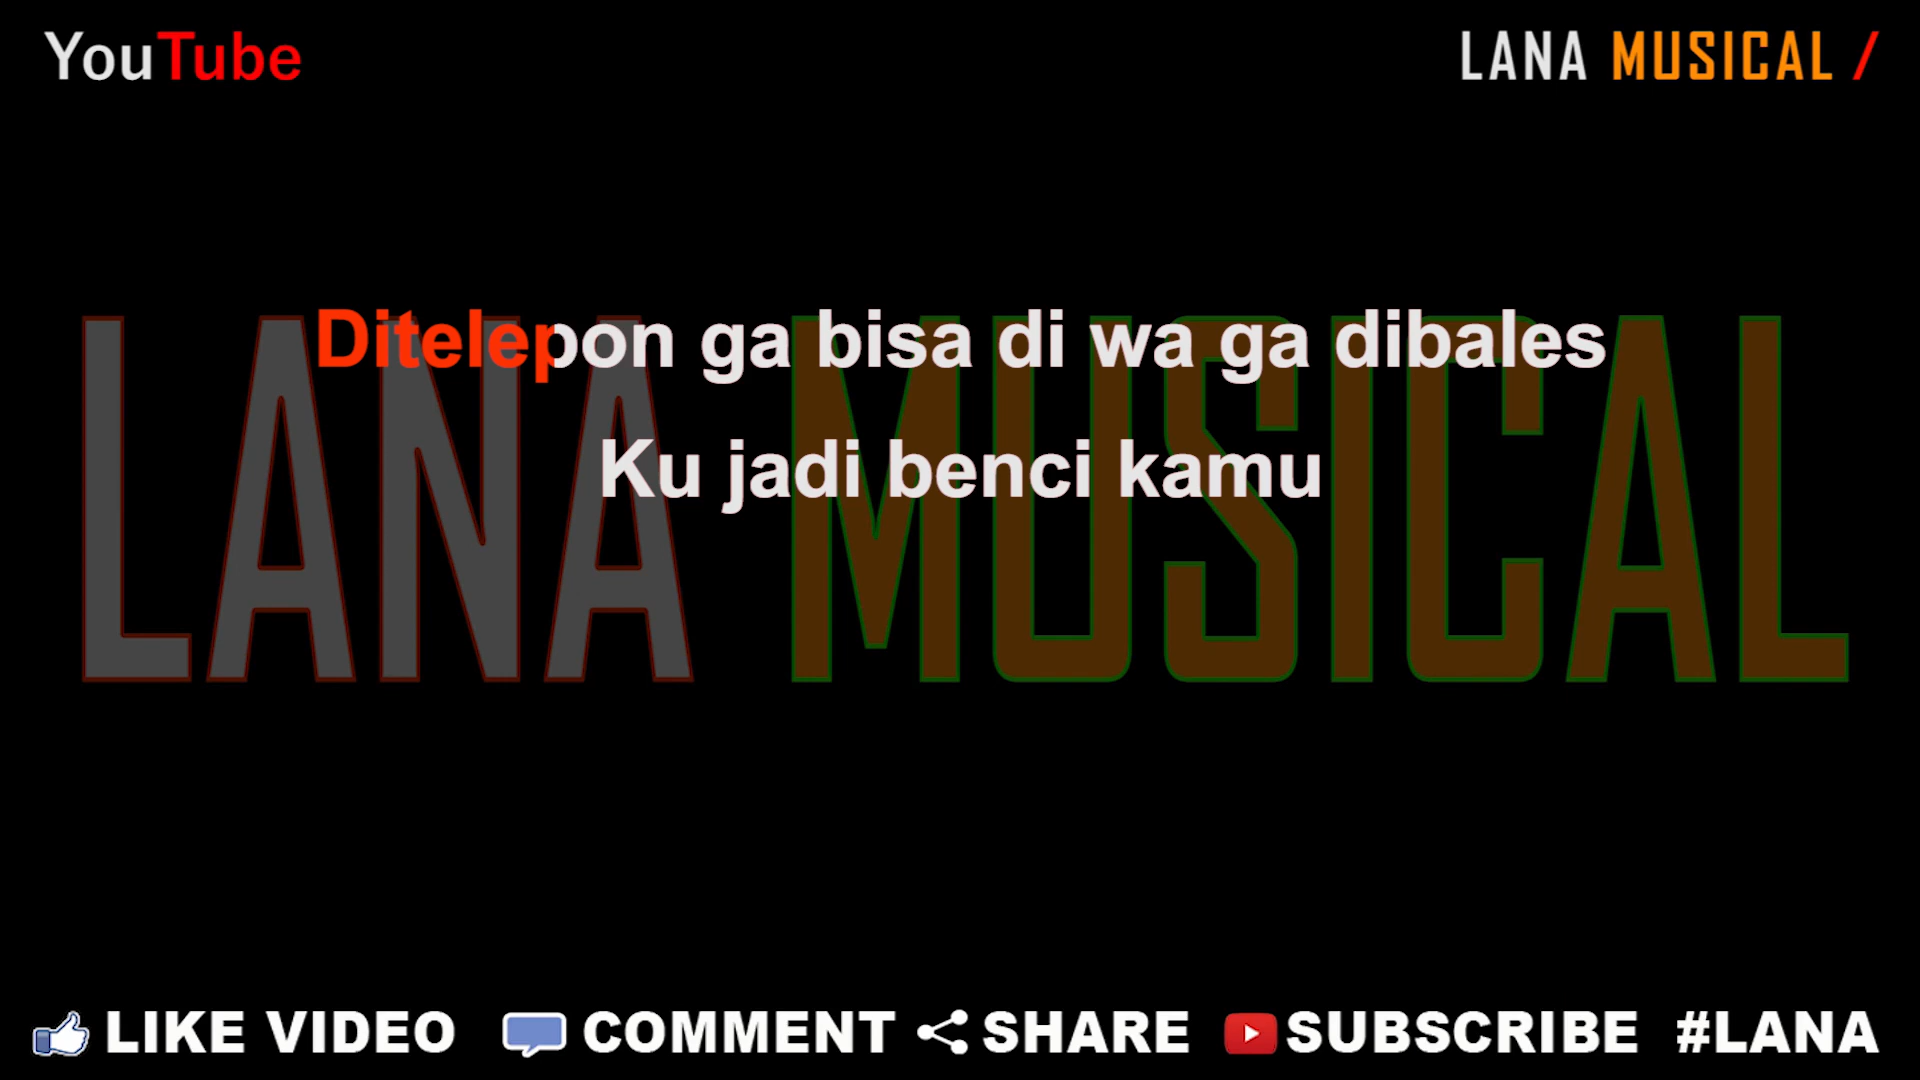 YouTube
LANA MUSICAL /
Ditelepon ga bisa di wa ga dibales
Ku jadi benci kamu
LANA MUSICAL
LIKE VIDEO COMMENT SHARE SUBSCRIBE #LANA